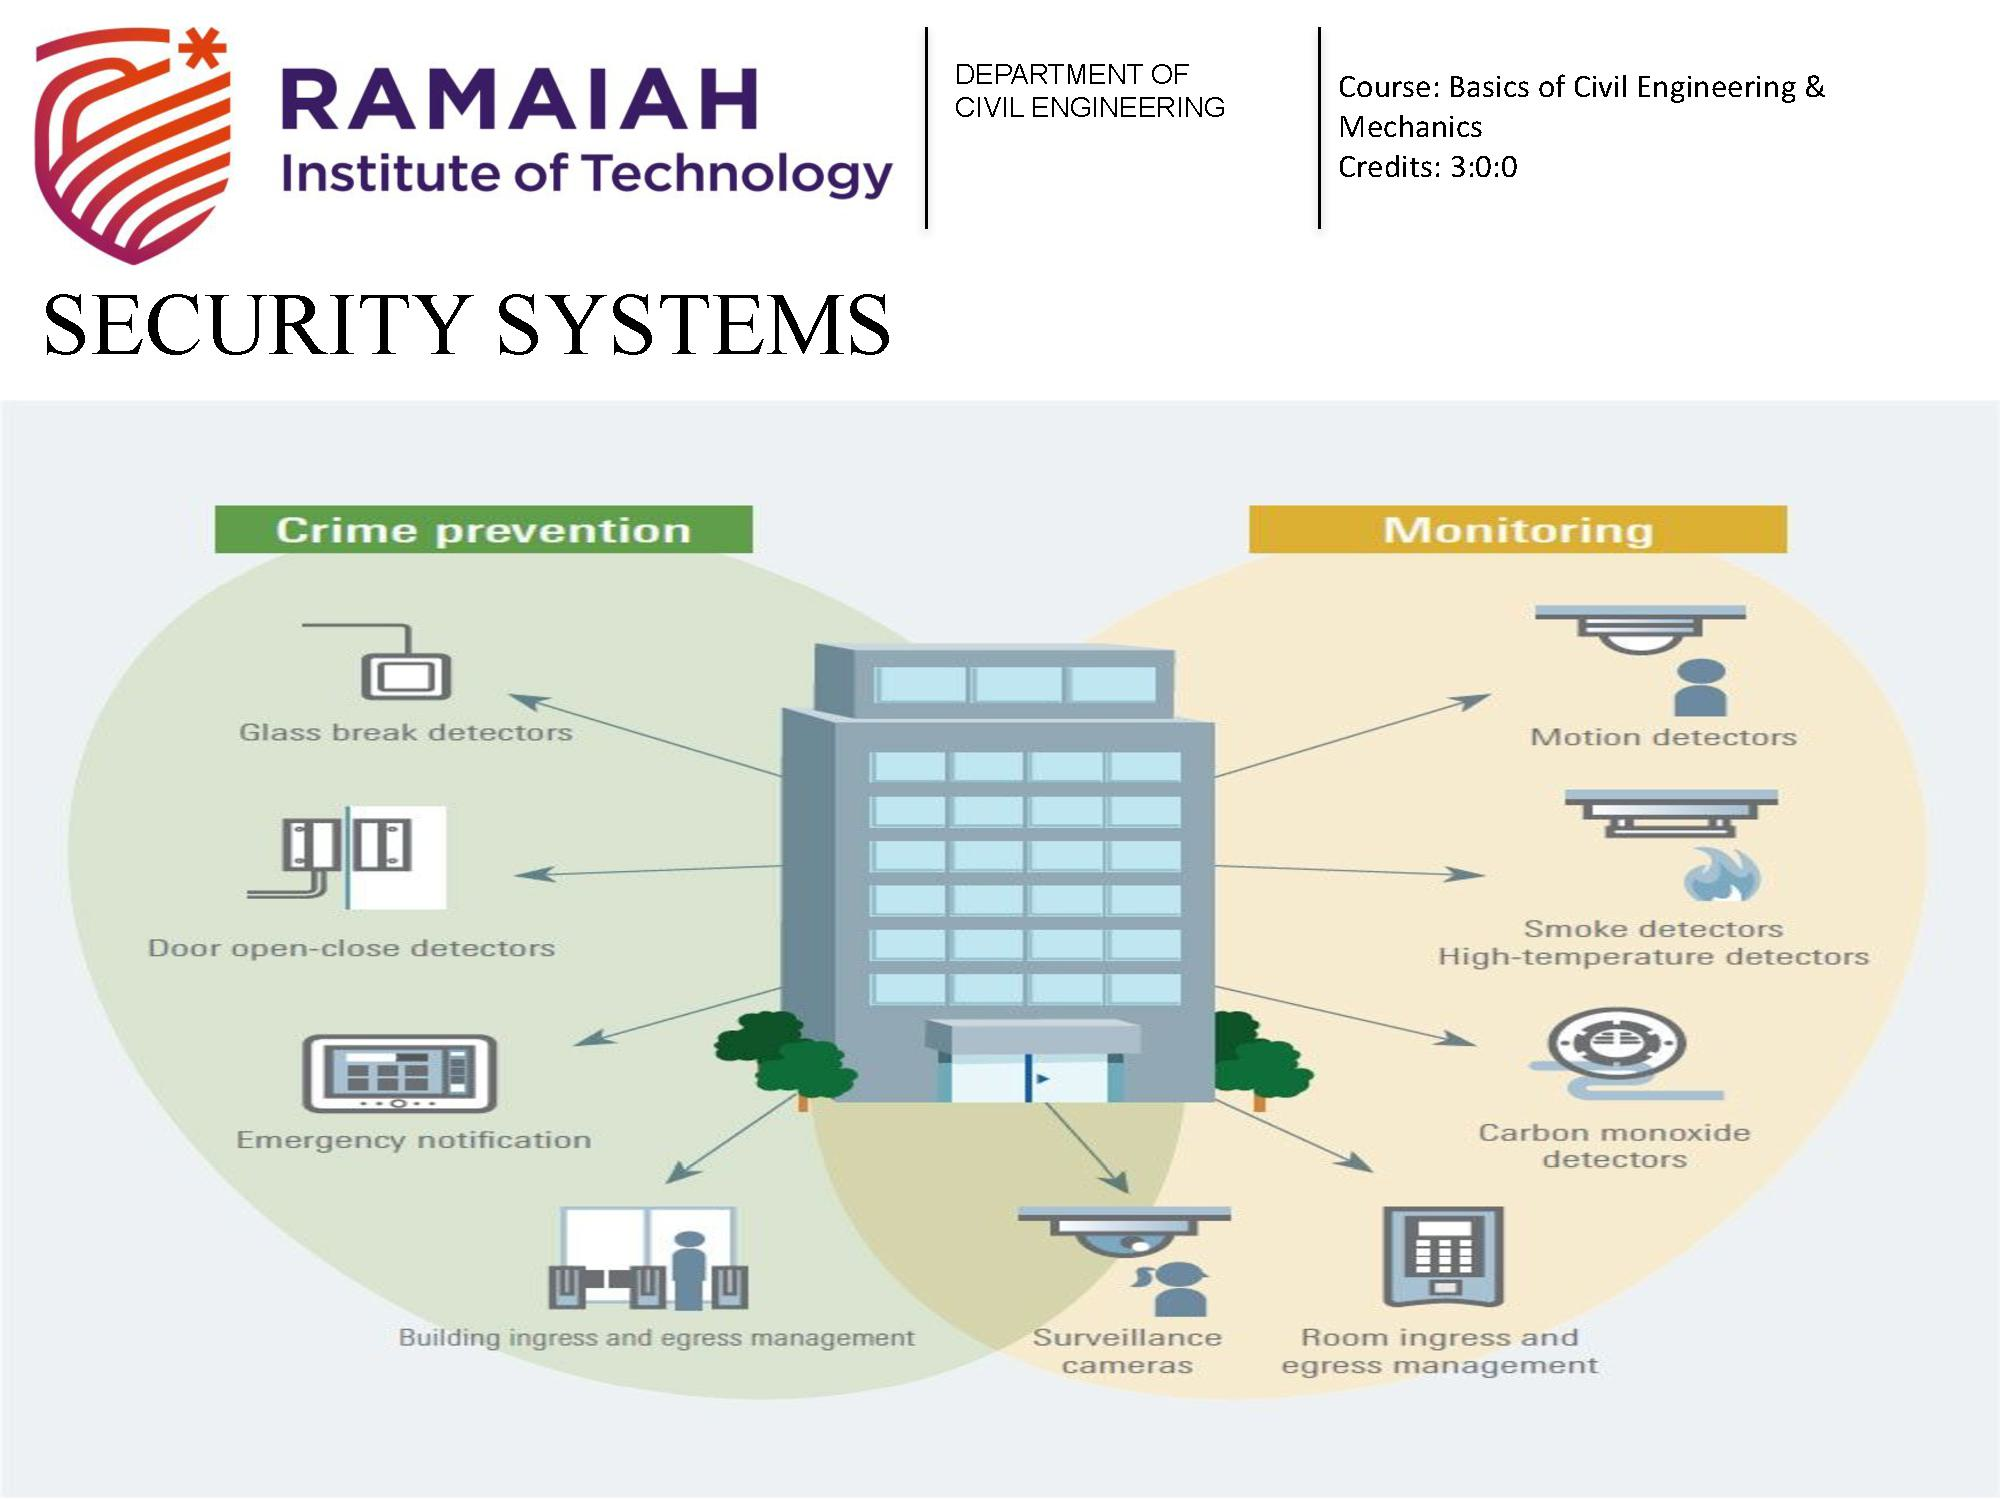 RAMAIAH
Institute of Technology
DEPARTMENT OF
CIVIL ENGINEERING
Course: Basics of Civil Engineering &
Mechanics
Credits: 3:0:0
SECURITY SYSTEMS
Crime prevention
Monitoring
Glass break detectors
Motion detectors
Door open-close detectors
Smoke detectors
High-temperature detectors
Emergency notification
Carbon monoxide
detectors
Building ingress and egress management
Surveillance
cameras
Room ingress and
egress management